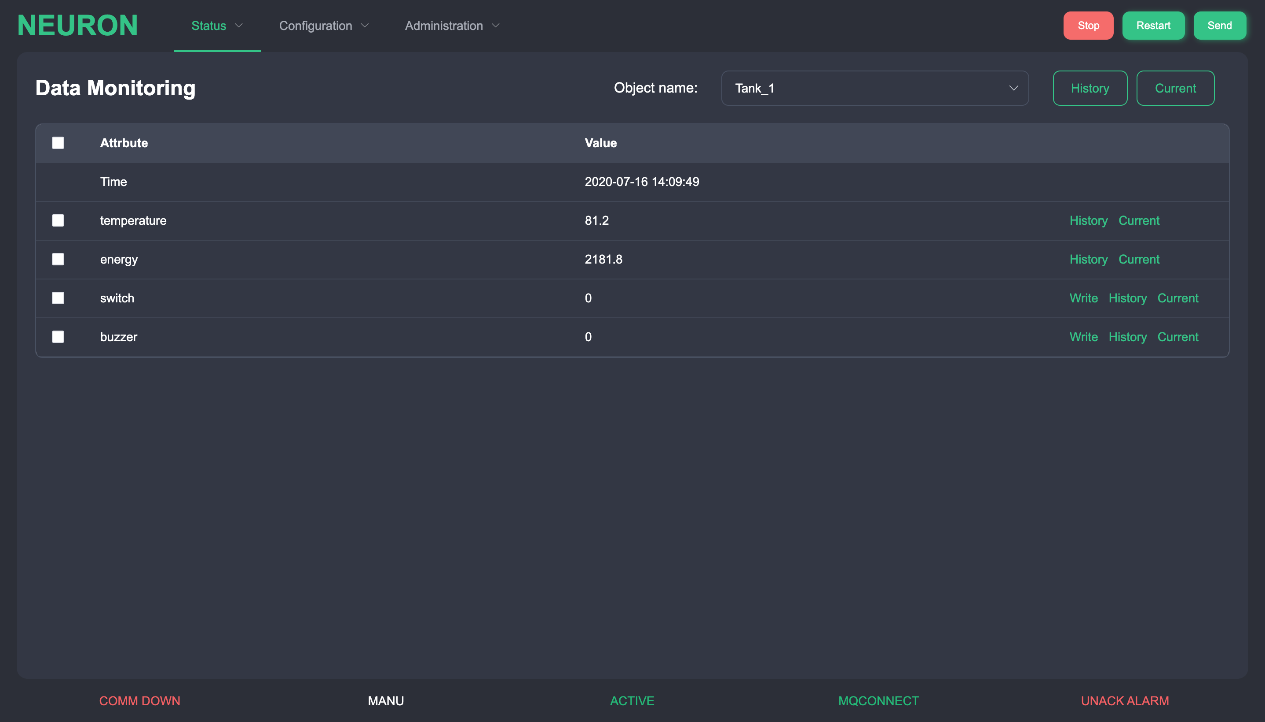 NEURON Status Configuration Administration Stop Restart Send
Data Monitoring Object name: Tank_1 History Current
Attrbute Value
Time 2020-07-16 14:09:49
temperature 81.2 History Current
energy 2181.8 History Current
switch 0 Write History Current
buzzer 0 Write History Current
COMM DOWN MANU ACTIVE MQCONNECT UNACK ALARM